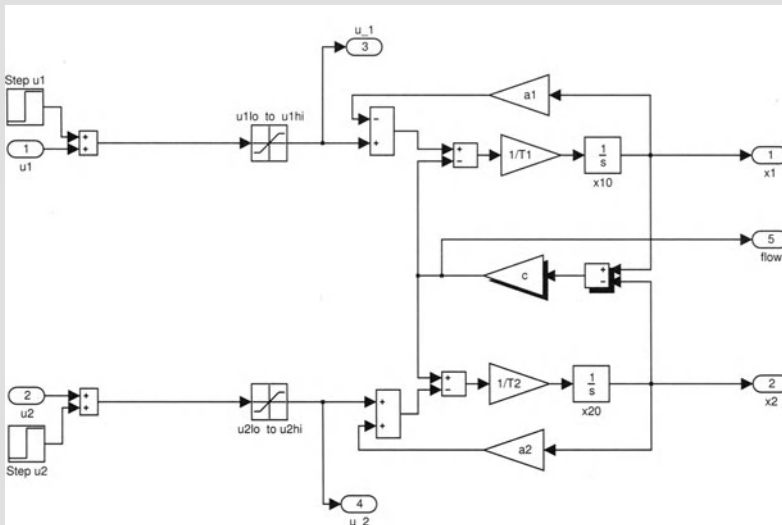 u_1
3
Step u1
a1
u1lo to u1hi
−
+
+
+
1
u1
+
−
1/T1
1
s
x10
1
x1
5
flow
c
+
−
2
u2
+
+
Step u2
u2lo to u2hi
+
+
+
−
1/T2
1
s
x20
2
x2
a2
4
u_2